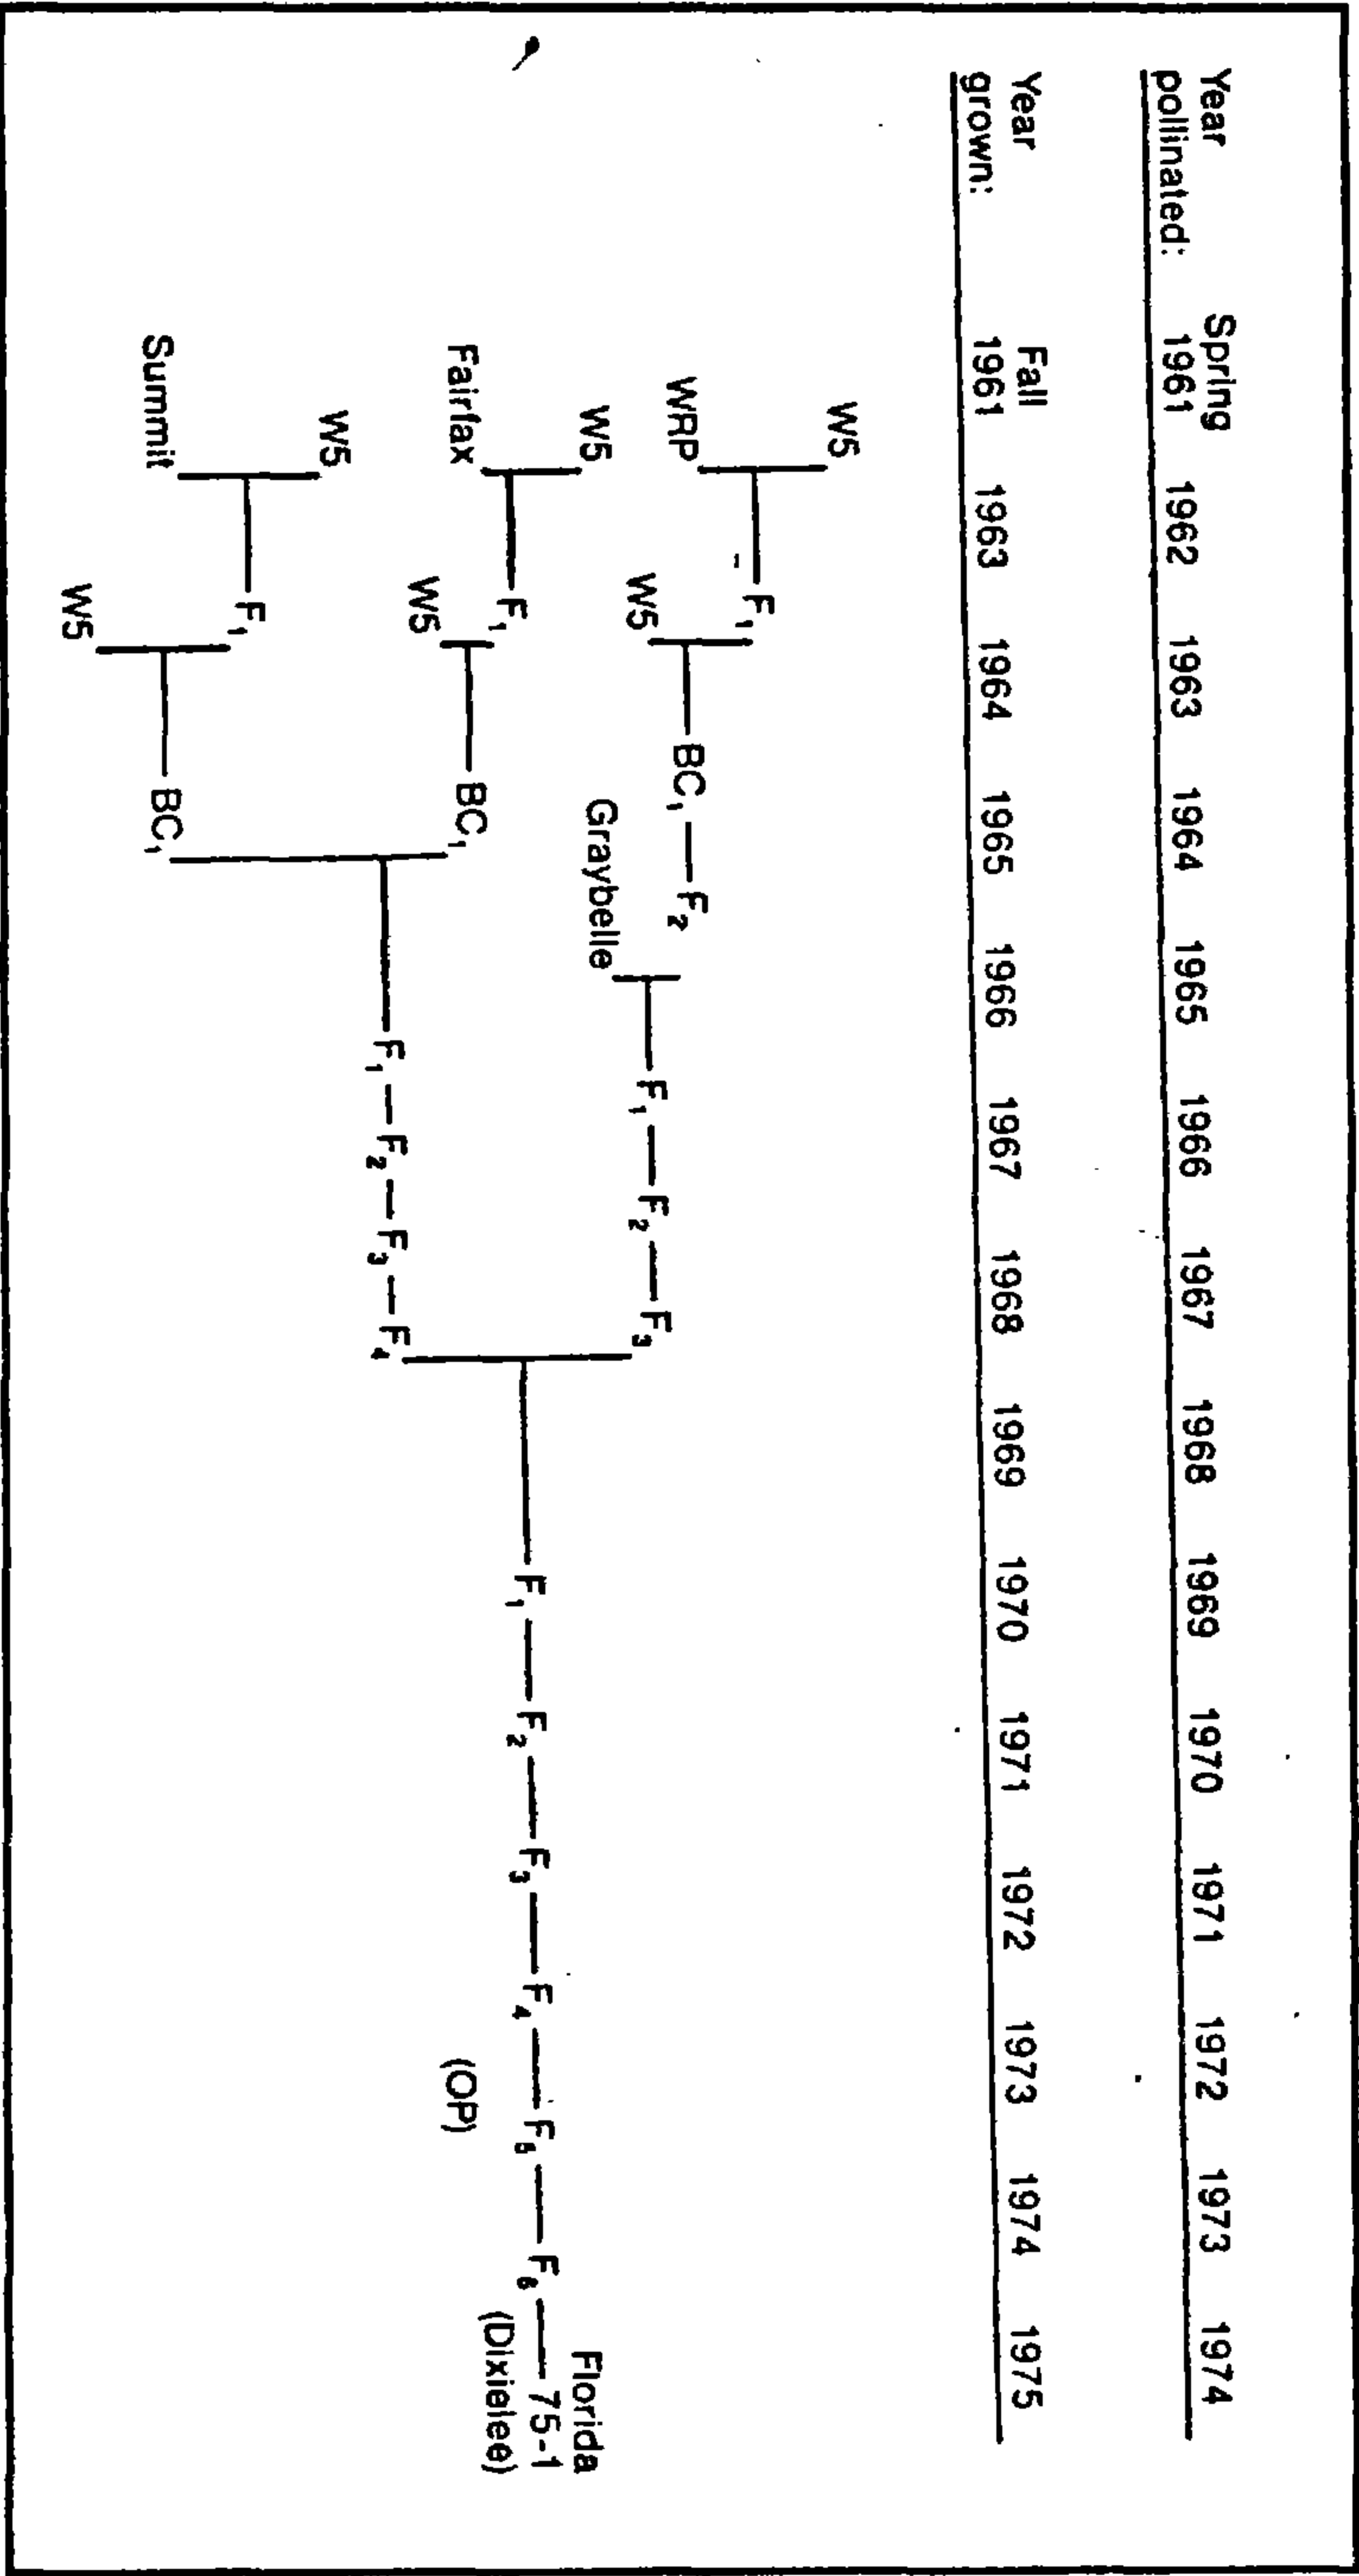 Year Spring
pollinated: 1961 1962 1963 1964 1965 1966 1967 1968 1969 1970 1971 1972 1973 1974
Year Fall
grown: 1961 1963 1964 1965 1966 1967 1968 1969 1970 1971 1972 1973 1974 1975
W5
F₁
WRP
W5
BC₁ — F₂
Graybelle
F₁ — F₂ — F₃
W5
F₁
Fairfax
W5
BC₁
W5
F₁
Summit
W5
BC₁
F₁ — F₂ — F₃ — F₄
Florida
F₁ — F₂ — F₃ — F₄ — F₅ — F₆ — 75-1
(Dixielee)
(OP)